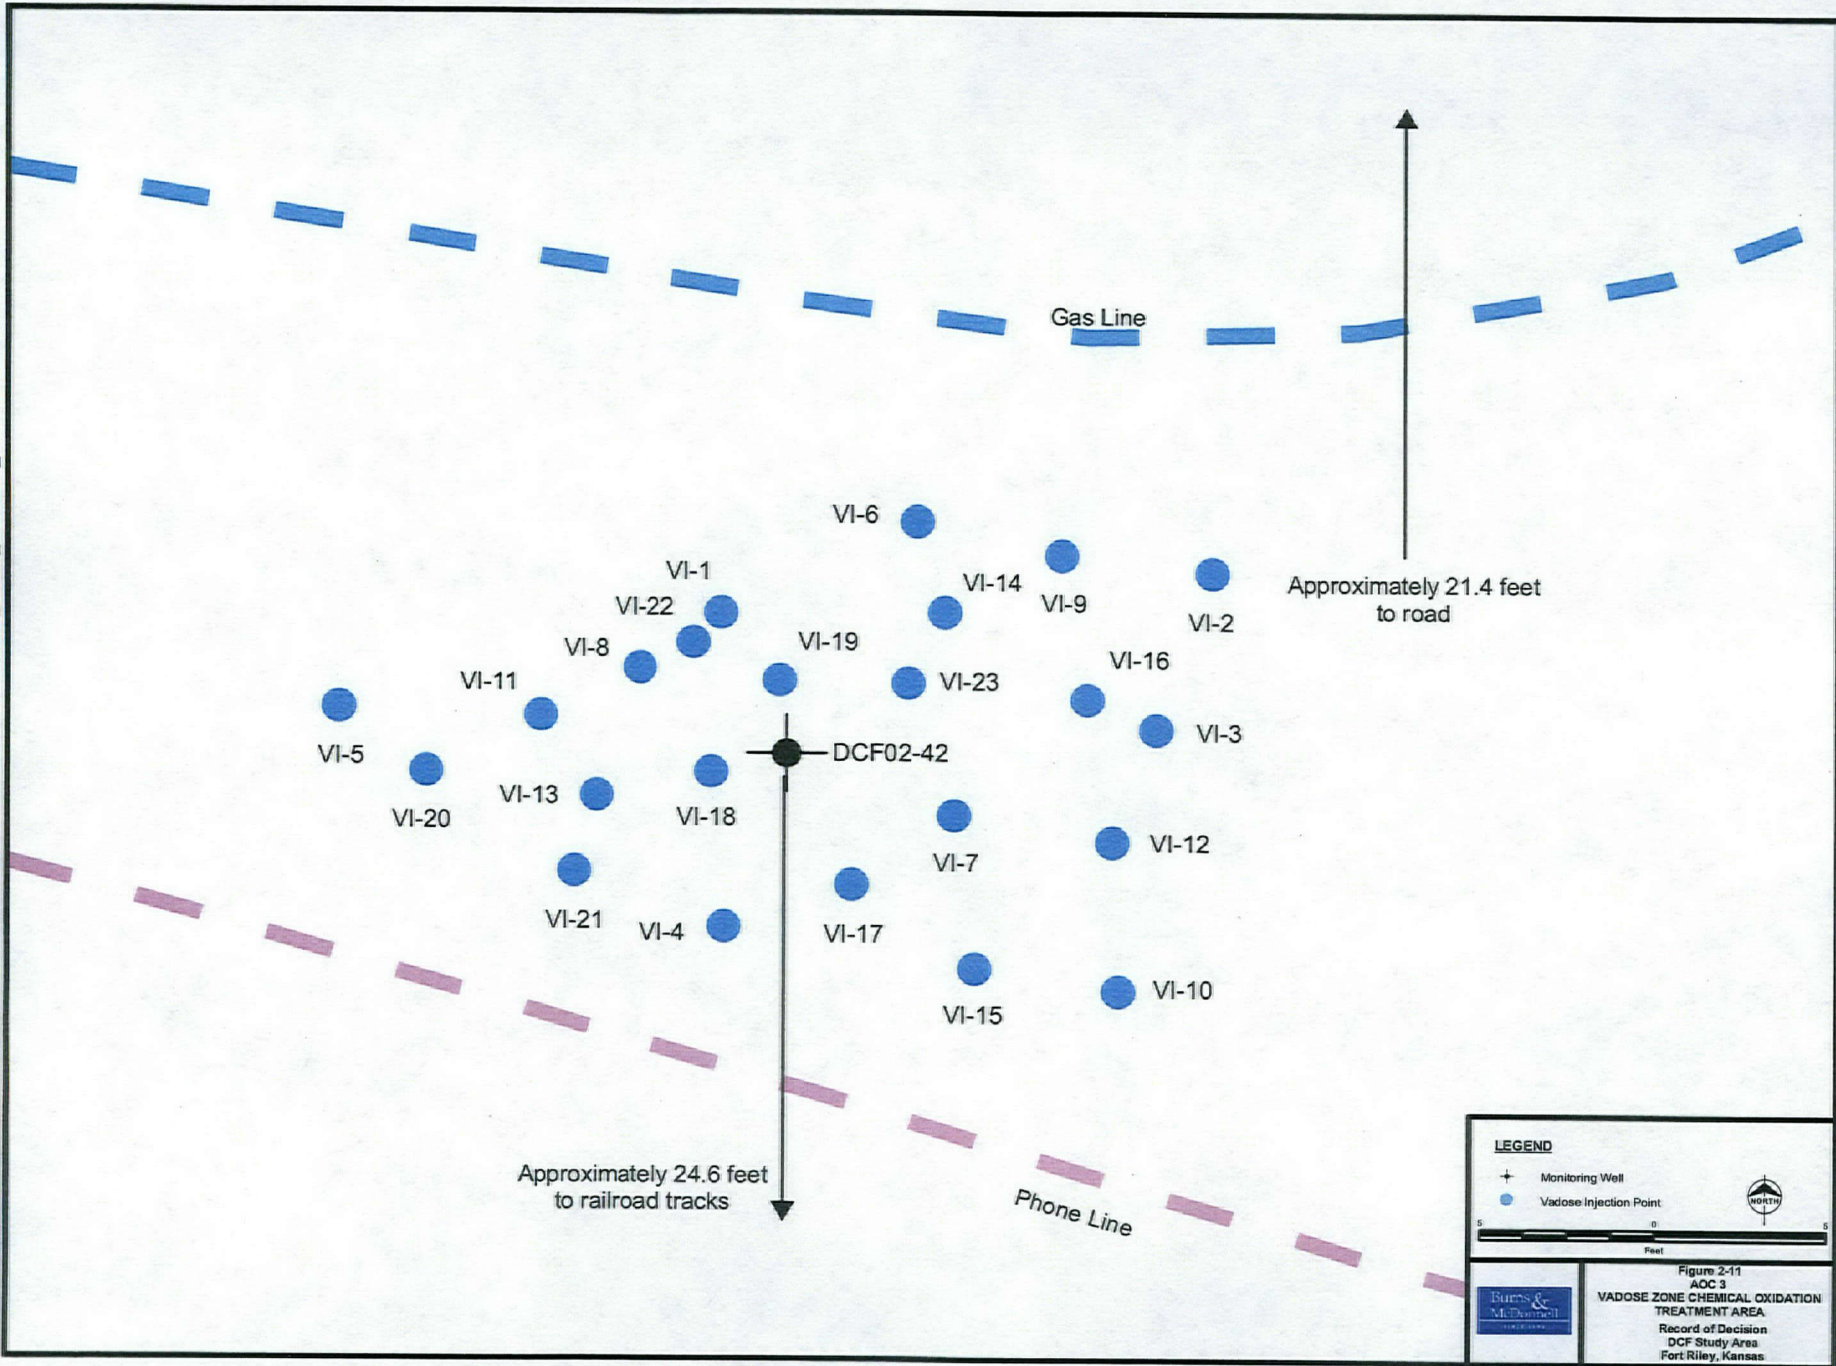 Gas Line
VI-6
VI-14
VI-9
VI-2
Approximately 21.4 feet
to road
VI-1
VI-22
VI-8
VI-19
VI-16
VI-11
VI-23
VI-3
VI-5
DCF02-42
VI-20
VI-13
VI-18
VI-7
VI-12
VI-21
VI-4
VI-17
VI-15
VI-10
Approximately 24.6 feet
to railroad tracks
Phone Line
LEGEND
Monitoring Well
Vadose Injection Point
NORTH
5 0 5
Feet
Burns &
McDonnell
Figure 2-11
AOC 3
VADOSE ZONE CHEMICAL OXIDATION
TREATMENT AREA
Record of Decision
DCF Study Area
Fort Riley, Kansas